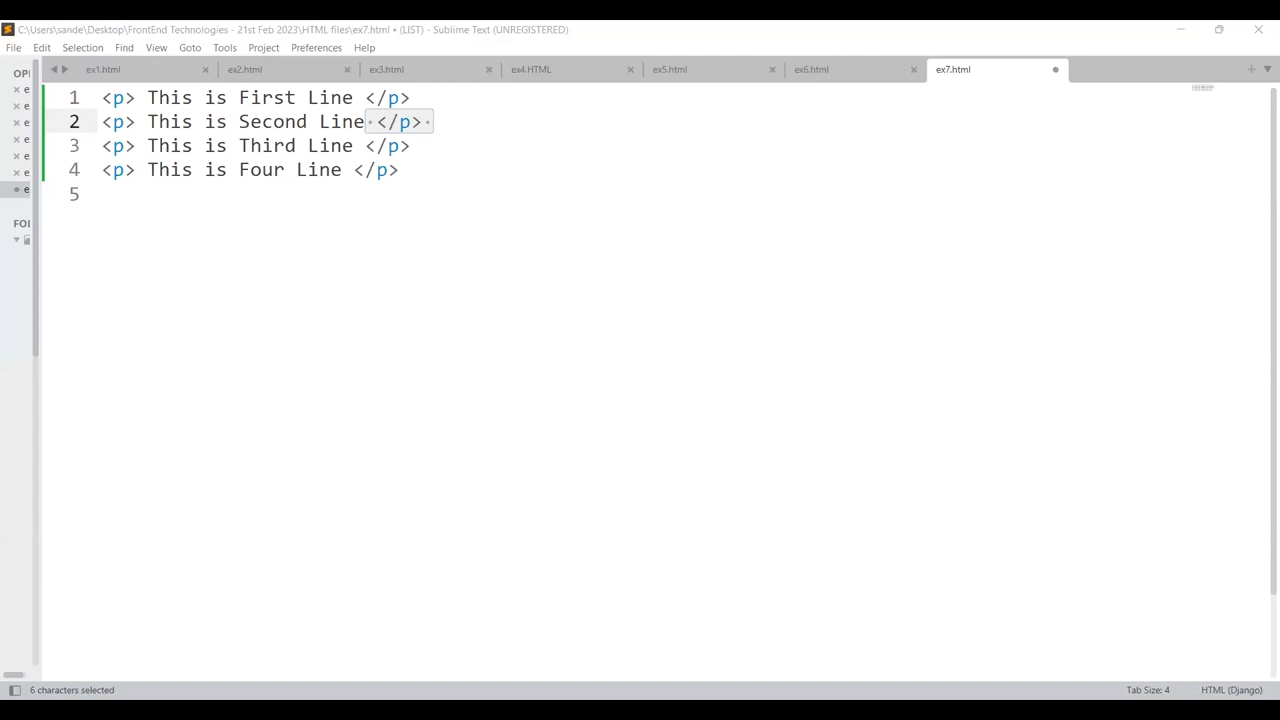 C:\Users\sande\Desktop\FrontEnd Technologies - 21st Feb 2023\HTML files\ex7.html • (LIST) - Sublime Text (UNREGISTERED)
File Edit Selection Find View Goto Tools Project Preferences Help
ex1.html ex2.html ex3.html ex4.HTML ex5.html ex6.html ex7.html
1 <p> This is First Line </p>
2 <p> This is Second Line </p>
3 <p> This is Third Line </p>
4 <p> This is Four Line </p>
5
6 characters selected
Tab Size: 4 HTML (Django)